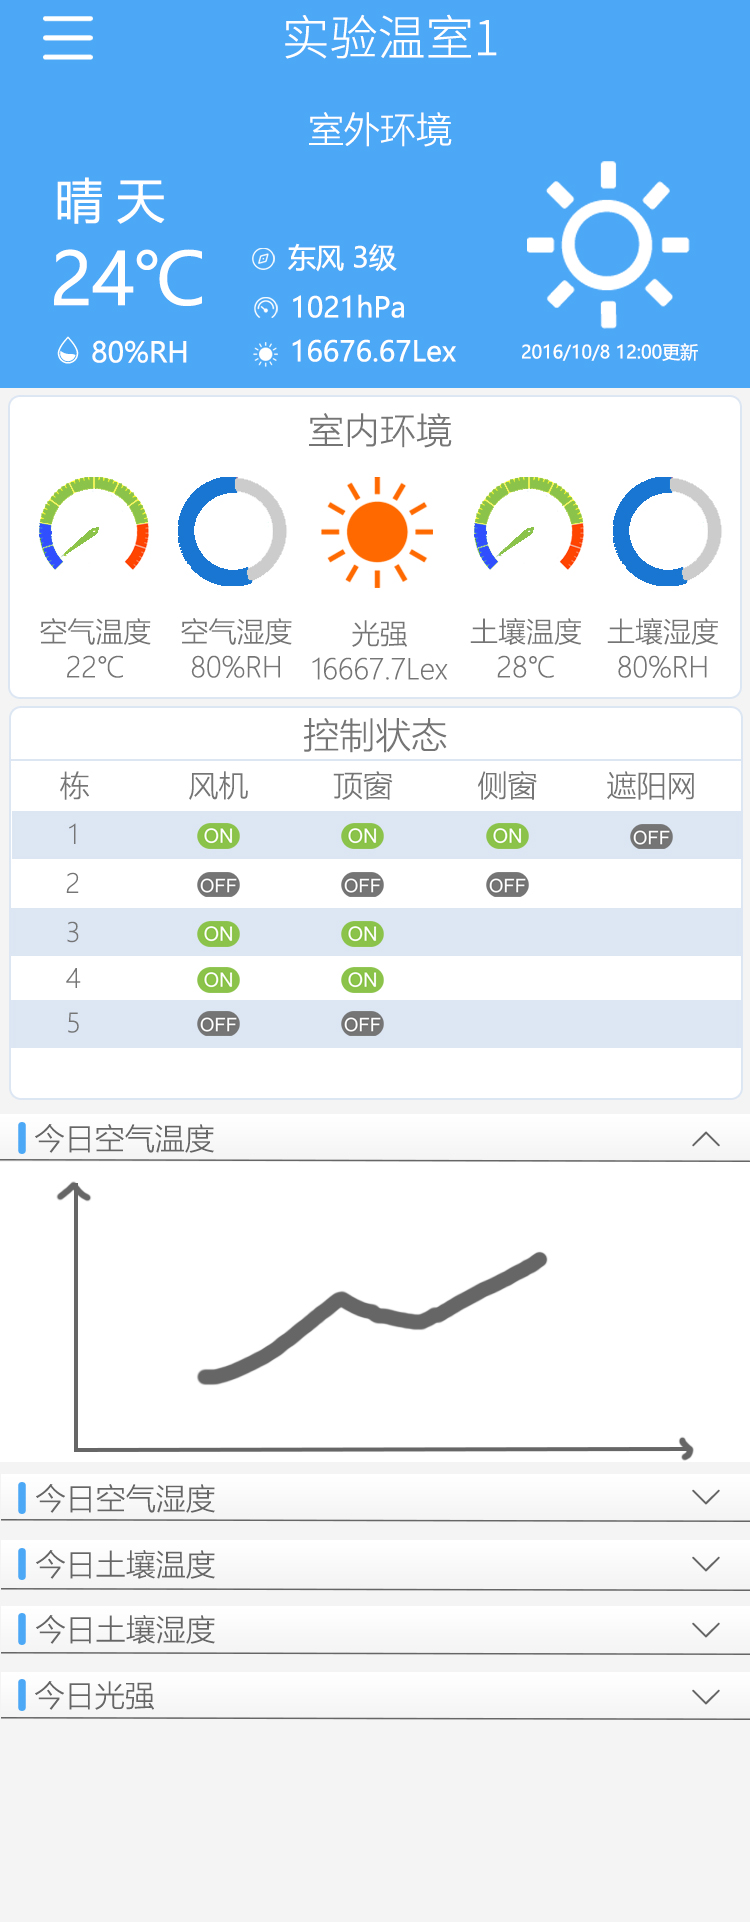 实验温室1
室外环境
晴 天
24℃
东风 3级
1021hPa
80%RH
16676.67Lex
2016/10/8 12:00更新
室内环境
空气温度 空气湿度 光强 土壤温度 土壤湿度
22℃ 80%RH 16667.7Lex 28℃ 80%RH
控制状态
栋 风机 顶窗 侧窗 遮阳网
1 ON ON ON OFF
2 OFF OFF OFF
3 ON ON
4 ON ON
5 OFF OFF
今日空气温度
今日空气湿度
今日土壤温度
今日土壤湿度
今日光强